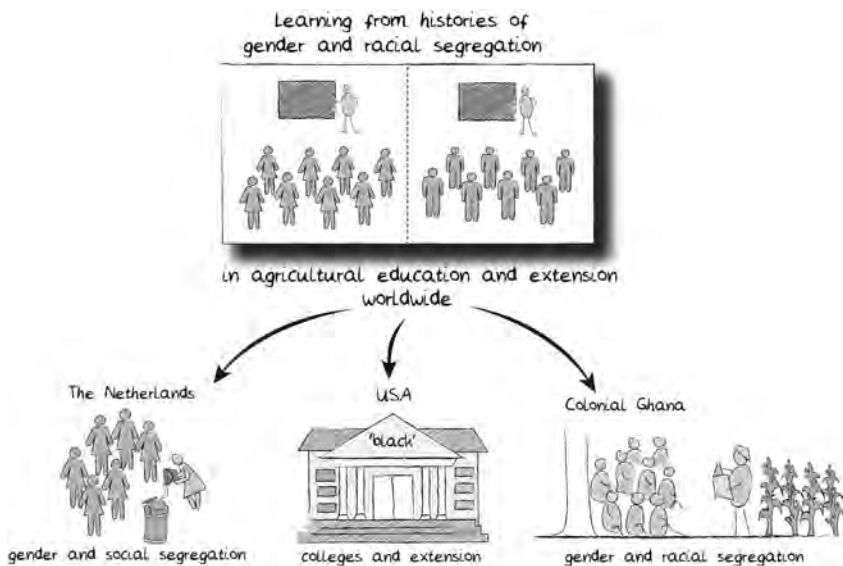 Learning from histories of
gender and racial segregation
in agricultural education and extension
worldwide
The Netherlands
gender and social segregation
USA
'black'
colleges and extension
Colonial Ghana
gender and racial segregation